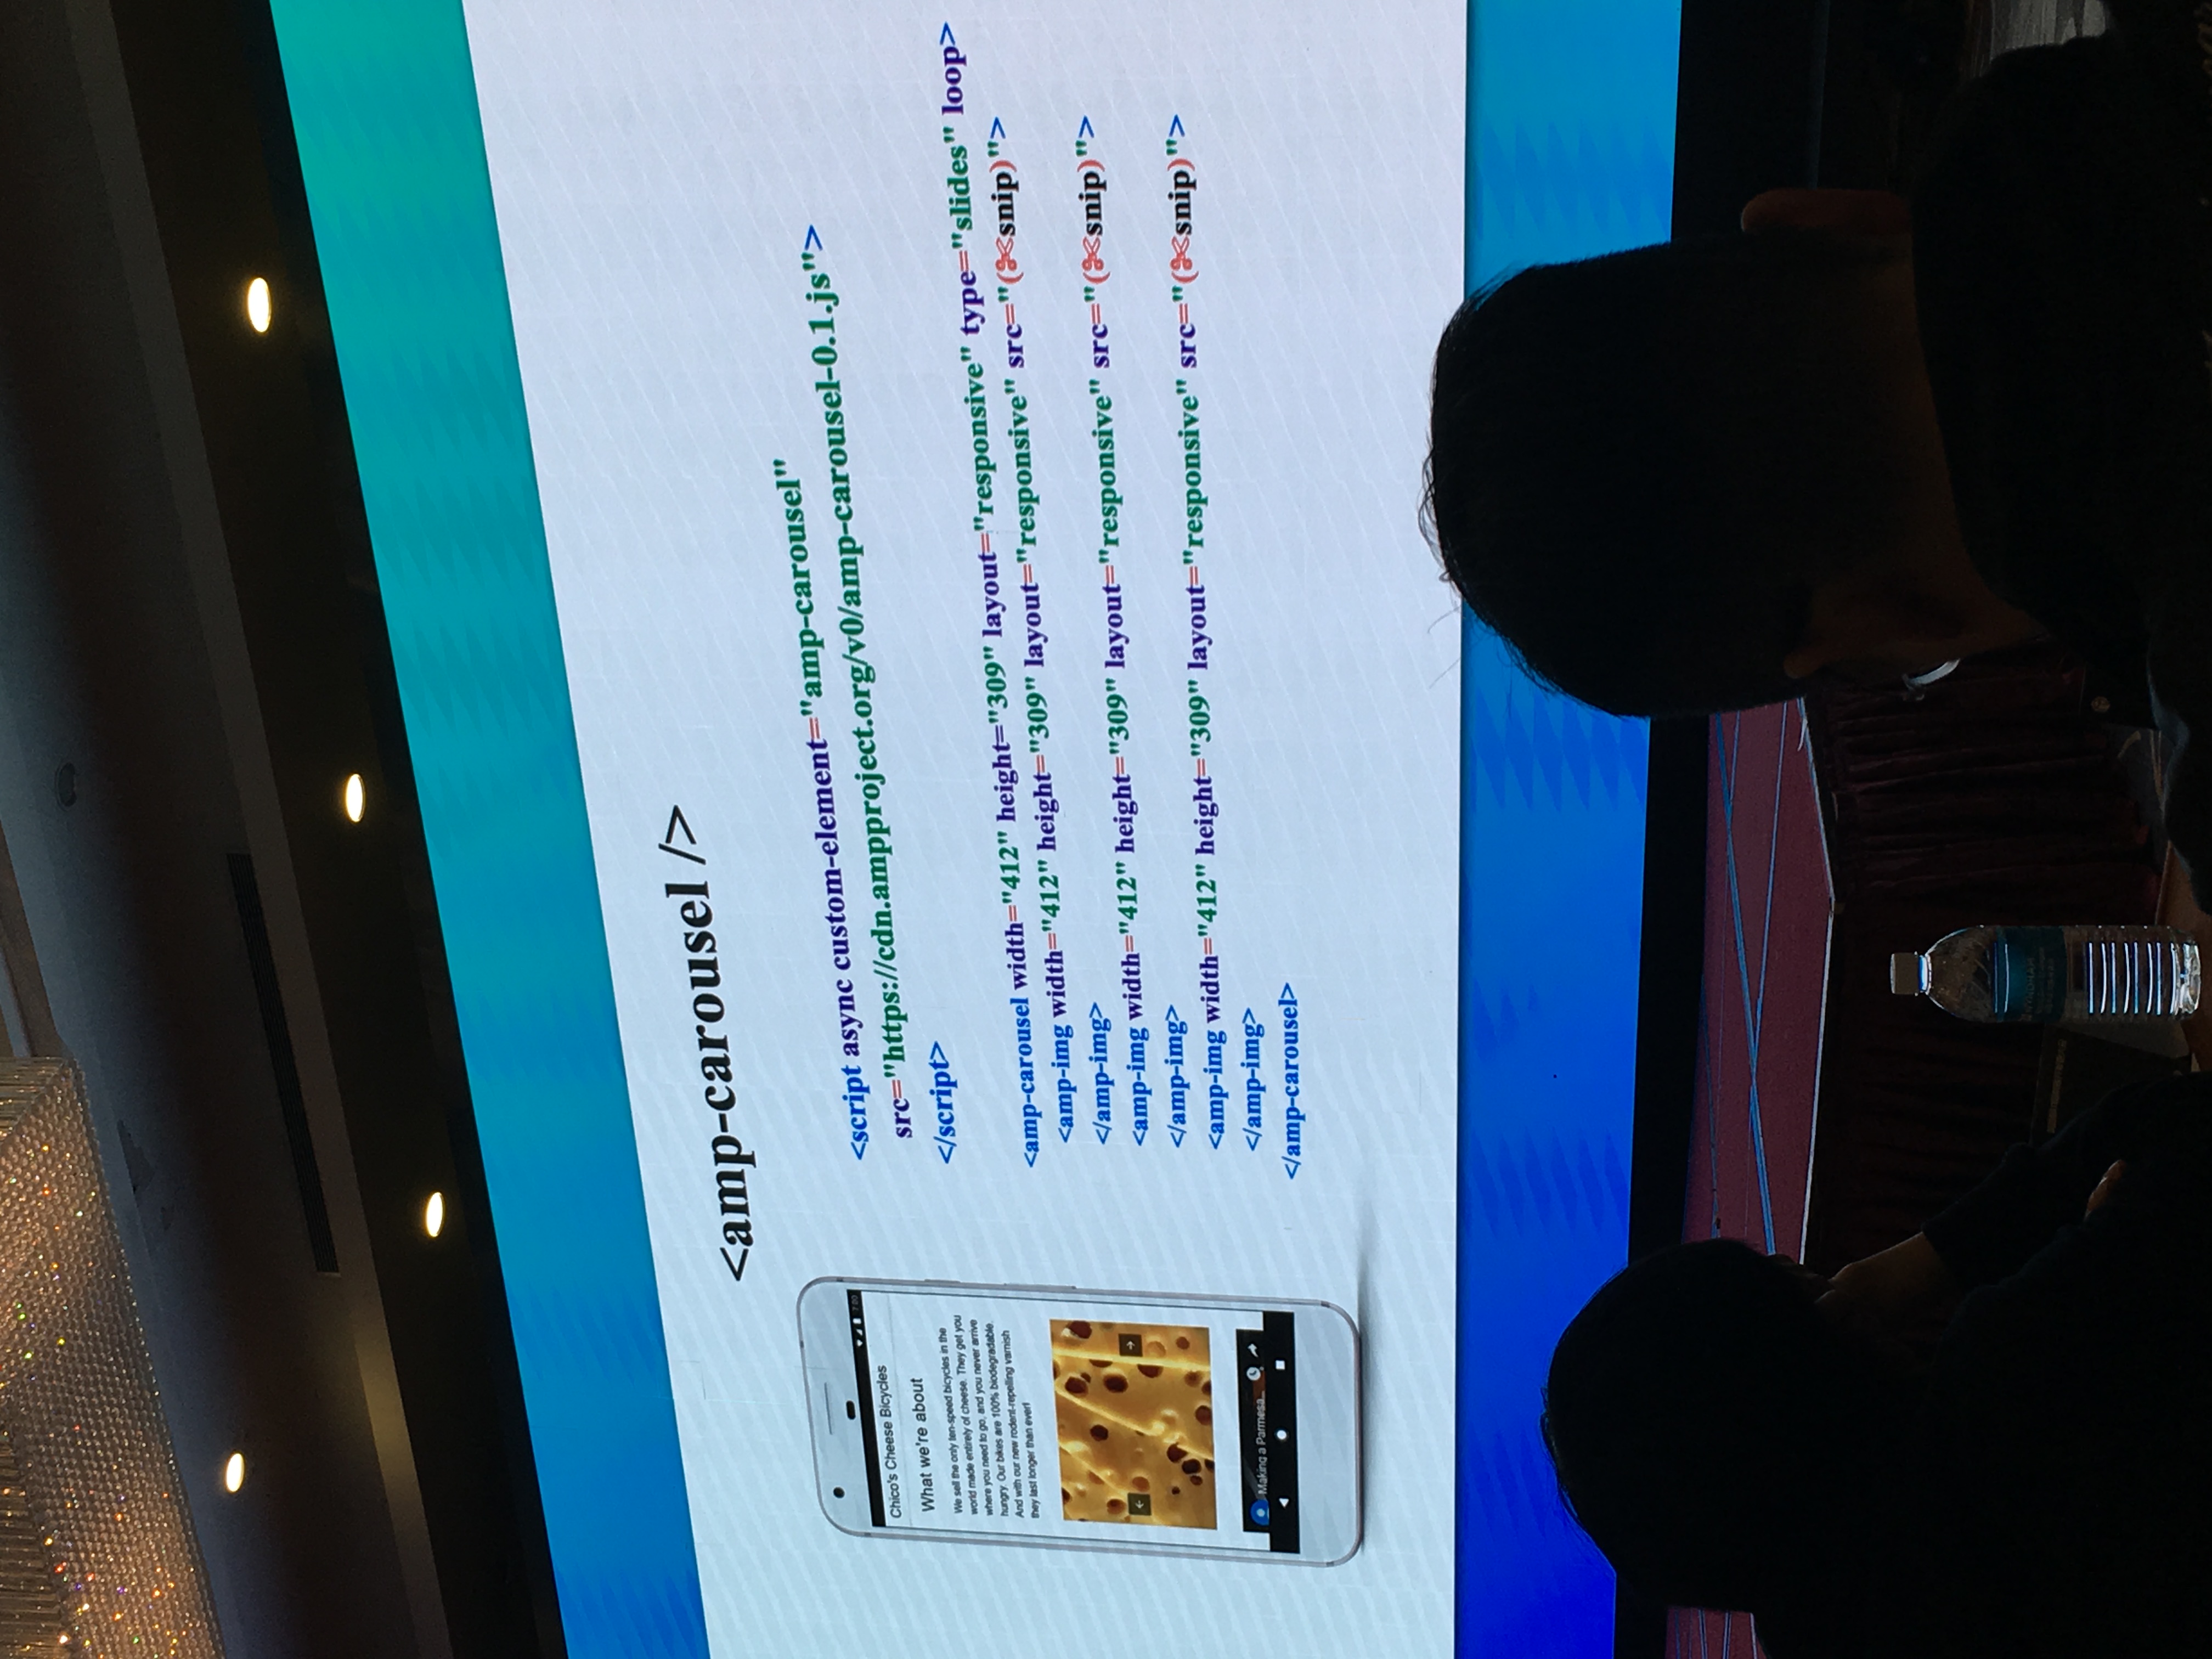 <amp-carousel />
<script async custom-element="amp-carousel"
src="https://cdn.ampproject.org/v0/amp-carousel-0.1.js">
</script>
<amp-carousel width="412" height="309" layout="responsive" type="slides" loop>
<amp-img width="412" height="309" layout="responsive" src="(✂snip)">
</amp-img>
<amp-img width="412" height="309" layout="responsive" src="(✂snip)">
</amp-img>
<amp-img width="412" height="309" layout="responsive" src="(✂snip)">
</amp-img>
</amp-carousel>
7:00
Chico's Cheese Bicycles
What we're about
We sell the only ten-speed bicycles in the
world made entirely of cheese. They get you
where you need to go, and you never arrive
hungry. Our bikes are 100% biodegradable.
And with our new rodent-repelling varnish
they last longer than ever!
Making a Parmesa...